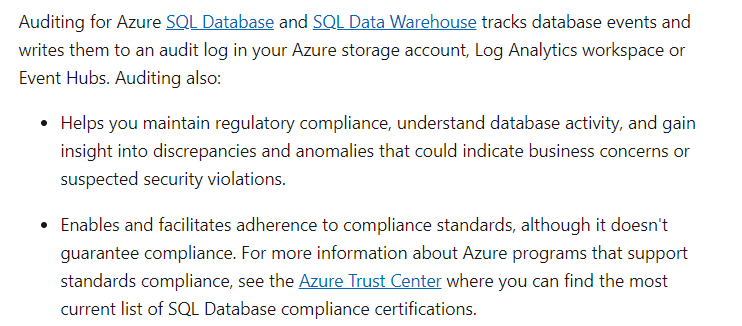 Auditing for Azure SQL Database and SQL Data Warehouse tracks database events and
writes them to an audit log in your Azure storage account, Log Analytics workspace or
Event Hubs. Auditing also:
• Helps you maintain regulatory compliance, understand database activity, and gain
insight into discrepancies and anomalies that could indicate business concerns or
suspected security violations.
• Enables and facilitates adherence to compliance standards, although it doesn't
guarantee compliance. For more information about Azure programs that support
standards compliance, see the Azure Trust Center where you can find the most
current list of SQL Database compliance certifications.